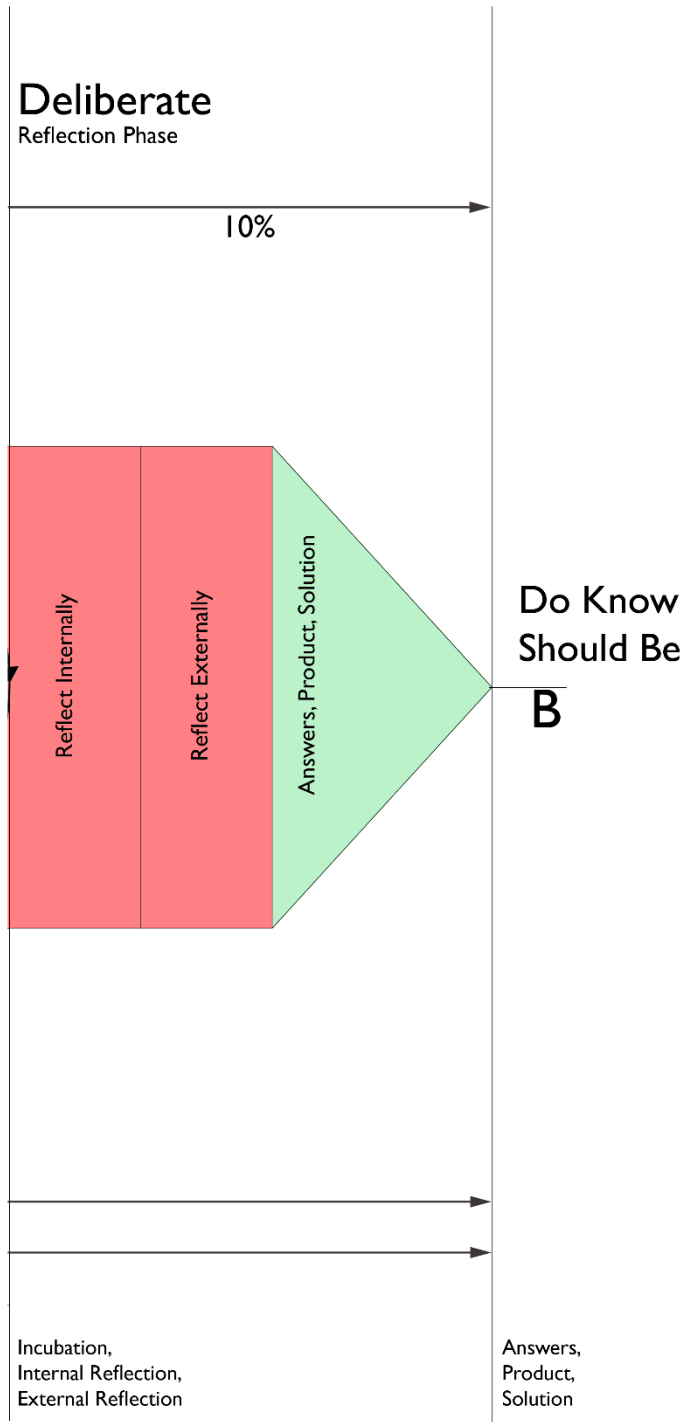 Deliberate
Reflection Phase
10%
Reflect Internally
Reflect Externally
Answers, Product, Solution
Do Know
Should Be
B
Incubation,
Internal Reflection,
External Reflection
Answers,
Product,
Solution